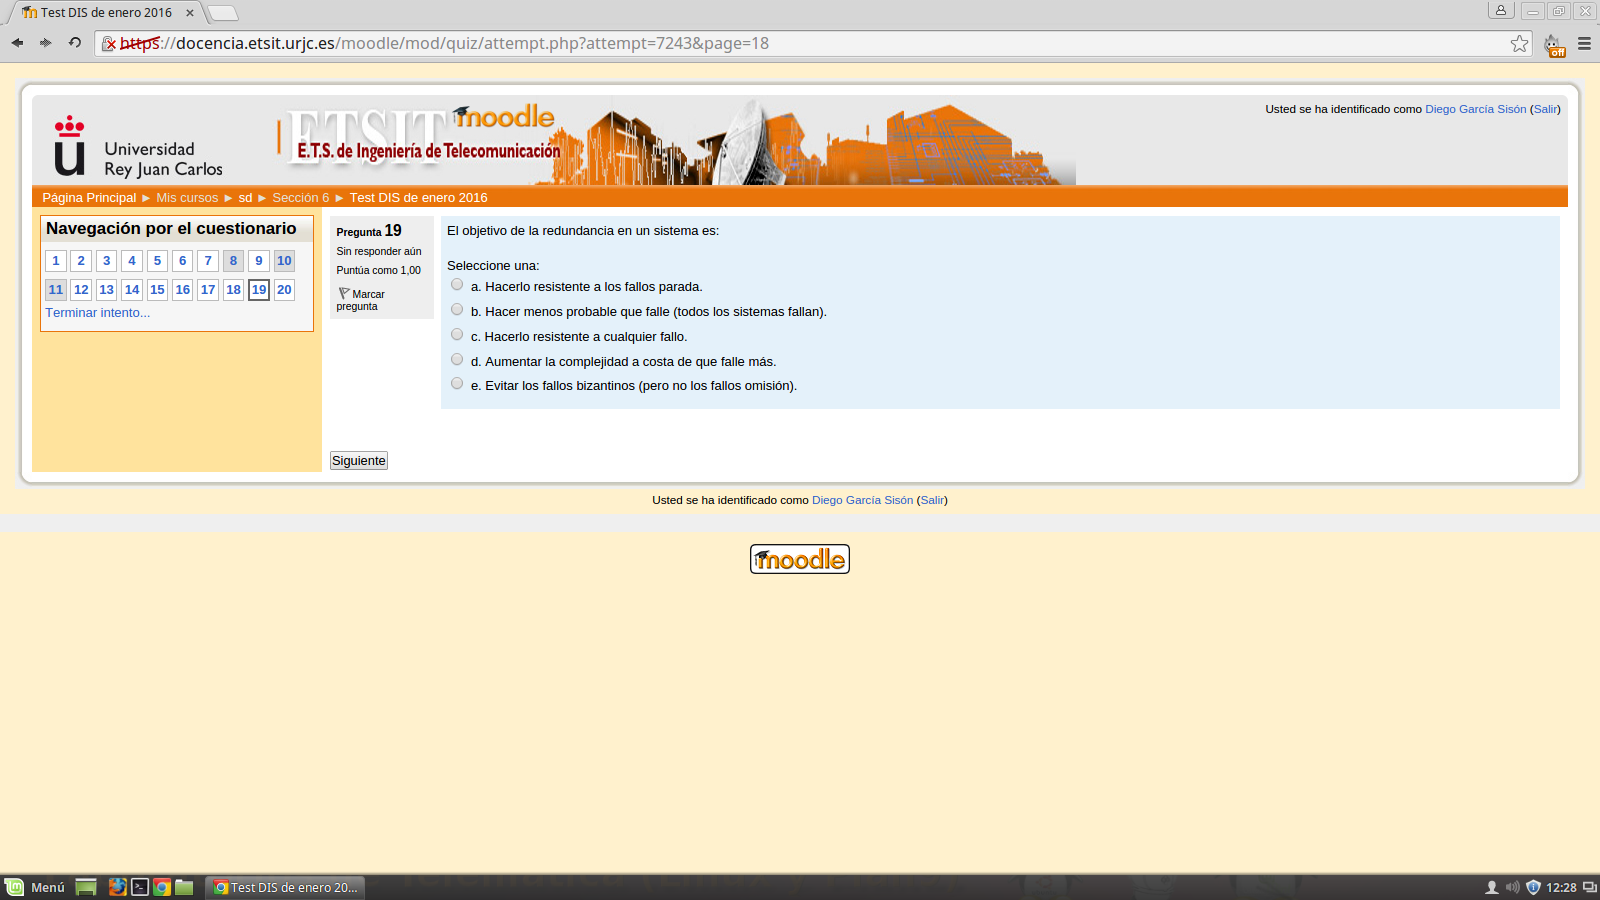 Test DIS de enero 2016
https://docencia.etsit.urjc.es/moodle/mod/quiz/attempt.php?attempt=7243&page=18
off
Universidad
Rey Juan Carlos
ETSIT moodle
E.T.S. de Ingeniería de Telecomunicación
Usted se ha identificado como Diego García Sisón (Salir)
Página Principal ► Mis cursos ► sd ► Sección 6 ► Test DIS de enero 2016
Navegación por el cuestionario
1 2 3 4 5 6 7 8 9 10
11 12 13 14 15 16 17 18 19 20
Terminar intento...
Pregunta 19
Sin responder aún
Puntúa como 1,00
Marcar
pregunta
El objetivo de la redundancia en un sistema es:
Seleccione una:
a. Hacerlo resistente a los fallos parada.
b. Hacer menos probable que falle (todos los sistemas fallan).
c. Hacerlo resistente a cualquier fallo.
d. Aumentar la complejidad a costa de que falle más.
e. Evitar los fallos bizantinos (pero no los fallos omisión).
Siguiente
Usted se ha identificado como Diego García Sisón (Salir)
moodle
Menú
Test DIS de enero 20...
12:28